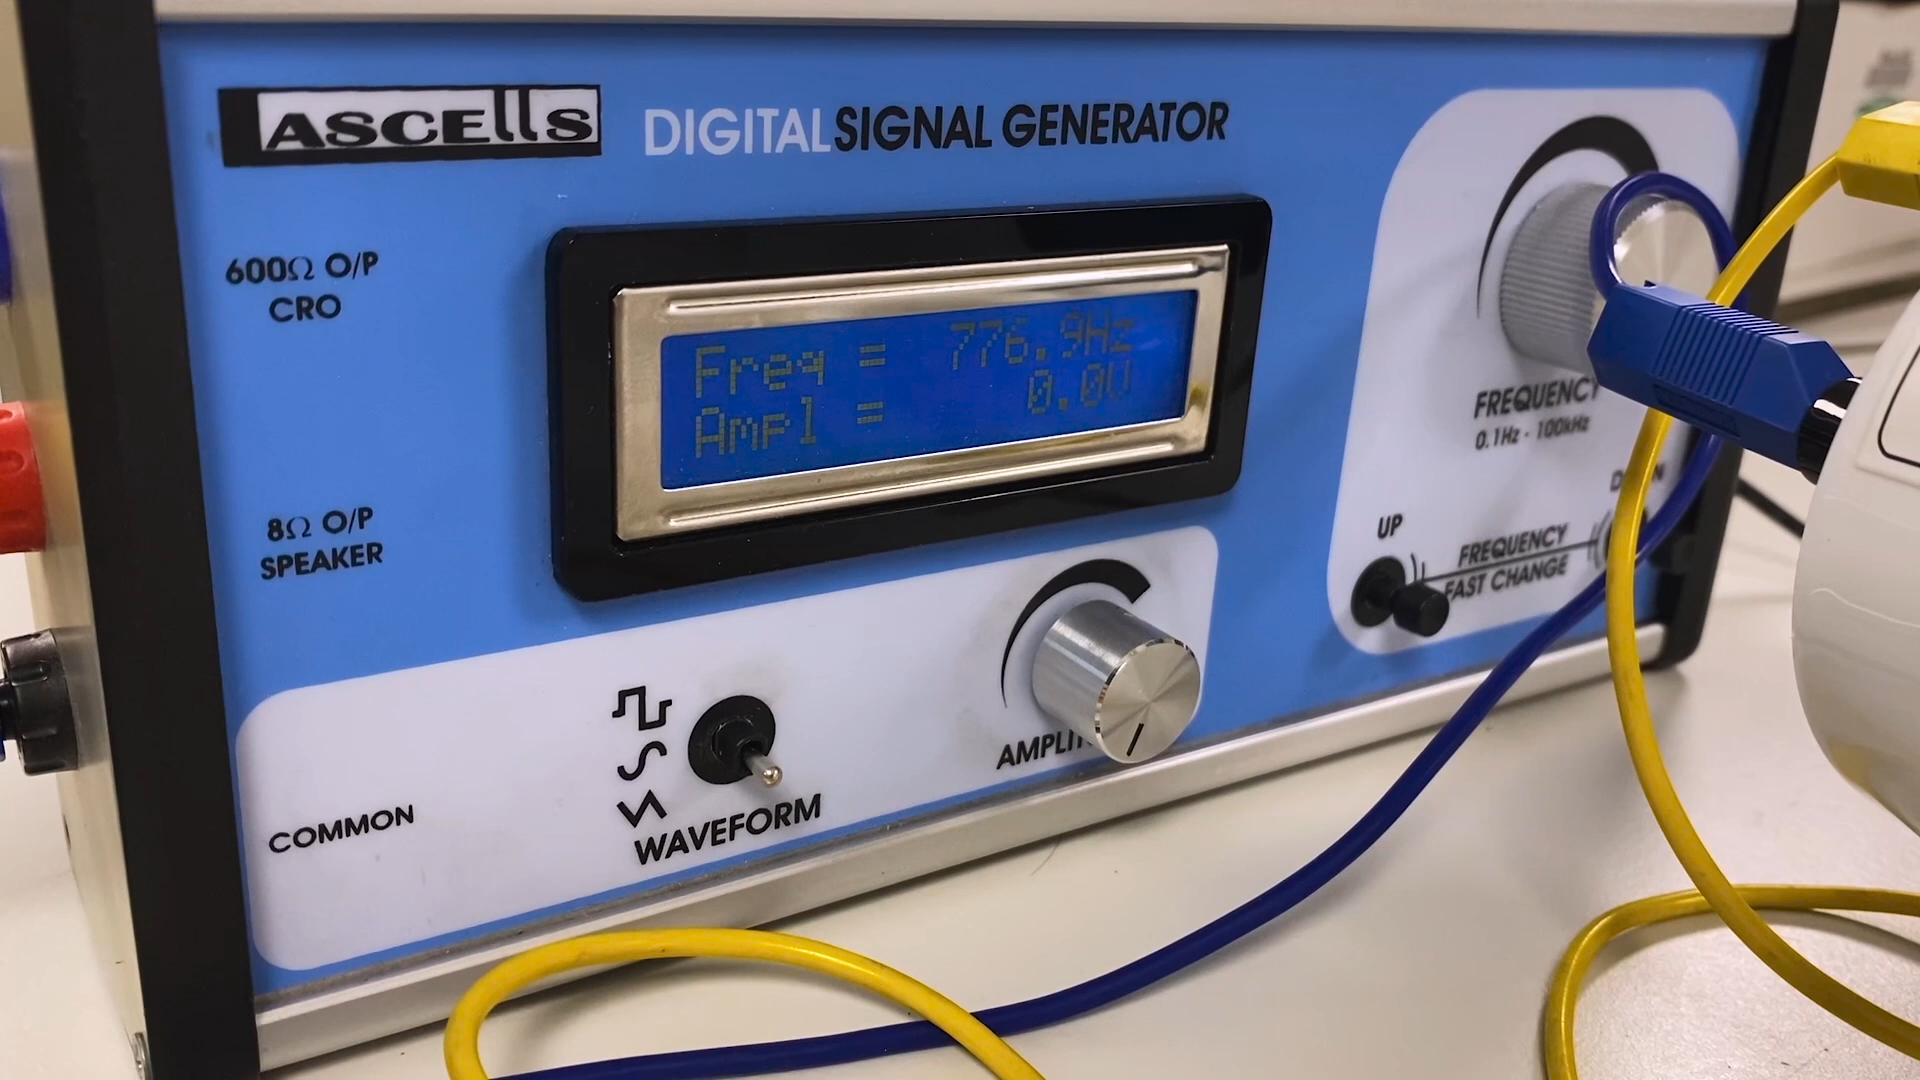 LASCElls
DIGITAL SIGNAL GENERATOR
600Ω O/P
CRO
Freq = 776.9Hz
Ampl = 0.0V
FREQUENCY
0.1Hz - 100kHz
8Ω O/P
SPEAKER
UP
FREQUENCY
FAST CHANGE
COMMON
WAVEFORM